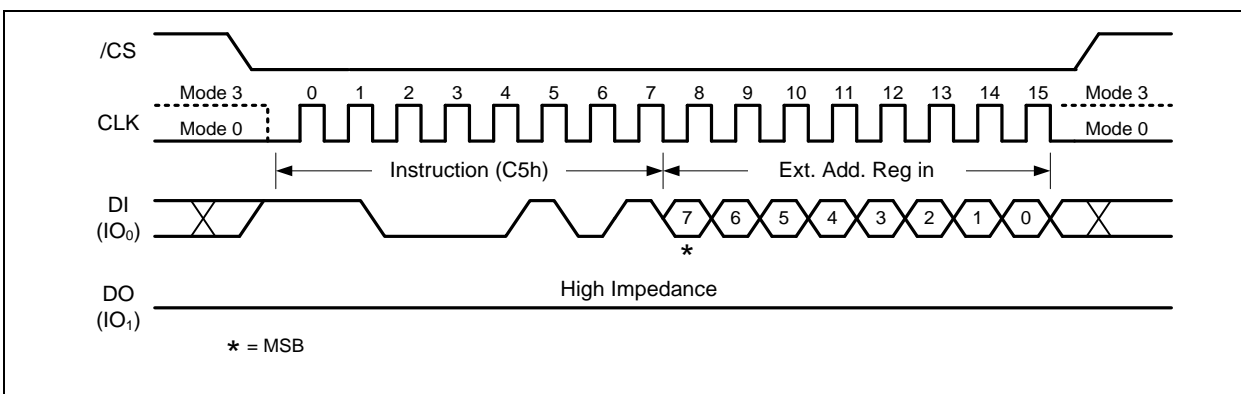 /CS
Mode 3 0 1 2 3 4 5 6 7 8 9 10 11 12 13 14 15 Mode 3
CLK
Mode 0 Mode 0
Instruction (C5h) Ext. Add. Reg in
DI
(IO₀)
7 6 5 4 3 2 1 0
*
DO
(IO₁)
High Impedance
* = MSB